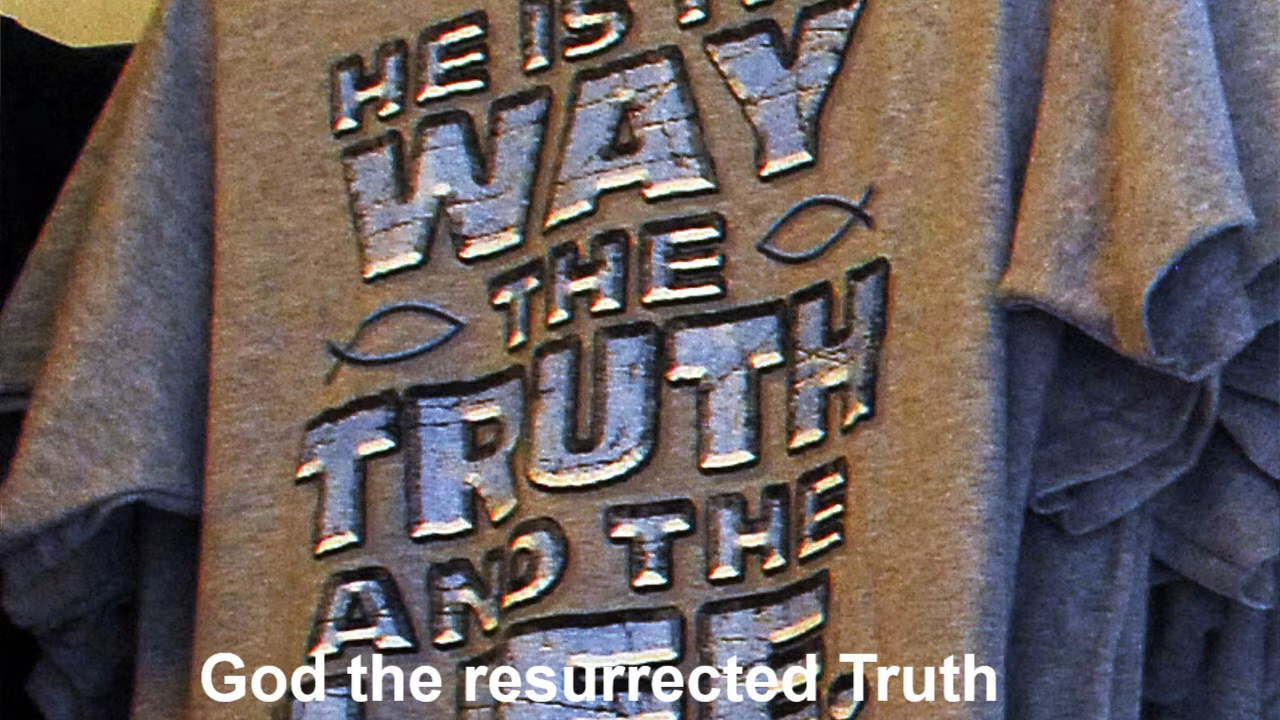 HE IS
WAY
THE
TRUTH
AND THE
God the resurrected Truth